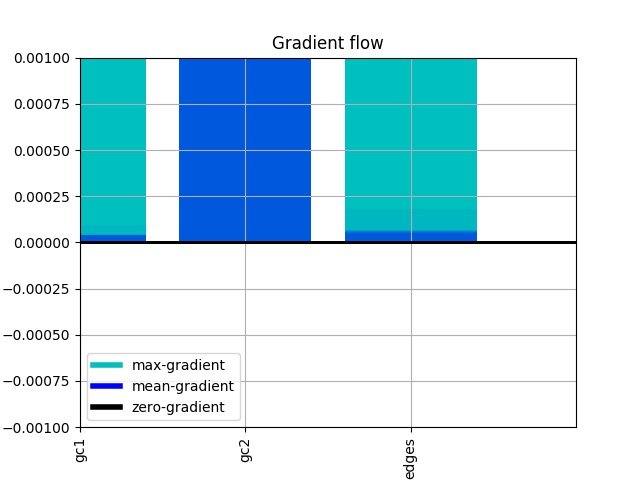 Gradient flow
0.00100
0.00075
0.00050
0.00025
0.00000
−0.00025
−0.00050
−0.00075
−0.00100
max-gradient
mean-gradient
zero-gradient
gc1
gc2
edges